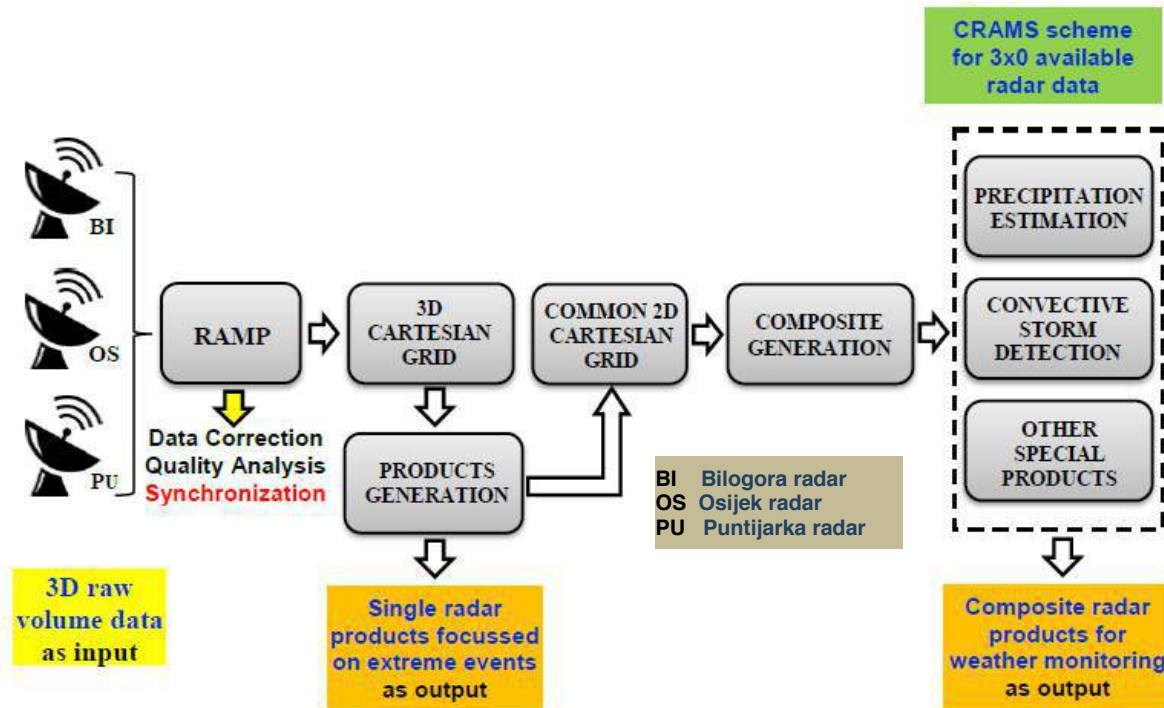 CRAMS scheme
for 3x0 available
radar data
BI
OS
PU
RAMP
Data Correction
Quality Analysis
Synchronization
3D
CARTESIAN
GRID
PRODUCTS
GENERATION
COMMON 2D
CARTESIAN
GRID
COMPOSITE
GENERATION
PRECIPITATION
ESTIMATION
CONVECTIVE
STORM
DETECTION
OTHER
SPECIAL
PRODUCTS
BI Bilogora radar
OS Osijek radar
PU Puntijarka radar
3D raw
volume data
as input
Single radar
products focussed
on extreme events
as output
Composite radar
products for
weather monitoring
as output